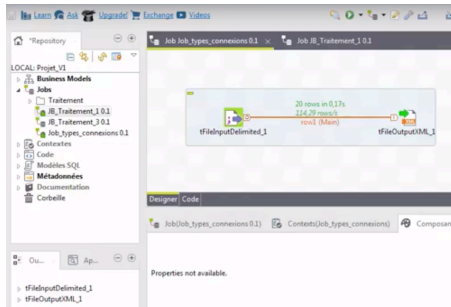 Learn Ask Upgrade! Exchange Videos
*Repository
LOCAL: Projet_V1
Business Models
Jobs
Traitement
JB_Traitement_1 0.1
JB_Traitement_3 0.1
Job_types_connexions 0.1
Contextes
Code
Modèles SQL
Métadonnées
Documentation
Corbeille
Job Job_types_connexions 0.1
Job JB_Traitement_1 0.1
20 rows in 0,17s
114,29 rows/s
row1 (Main)
tFileInputDelimited_1
tFileOutputXML_1
Designer Code
Job(Job_types_connexions 0.1) Contexts(Job_types_connexions) Composan
Properties not available.
Ou... Ap...
tFileInputDelimited_1
tFileOutputXML_1